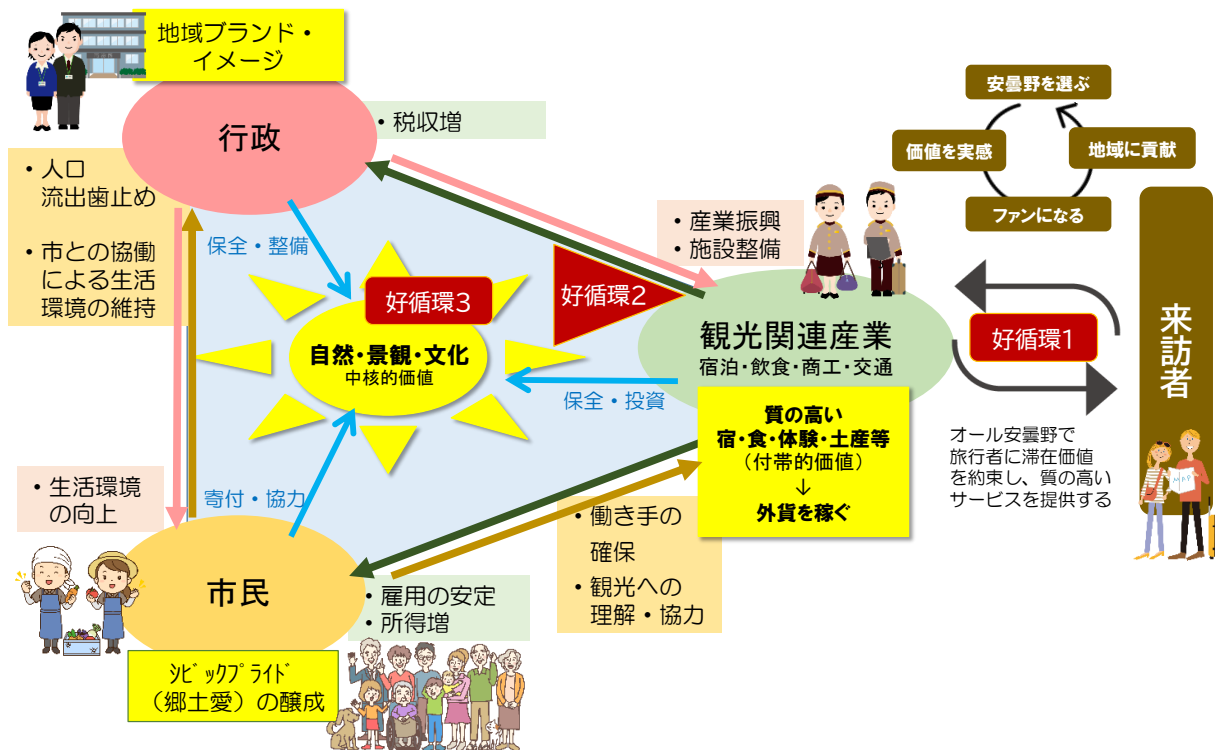 地域ブランド・
イメージ
行政
・税収増
・人口
流出歯止め
・市との協働
による生活
環境の維持
保全・整備
・産業振興
・施設整備
好循環3
好循環2
自然・景観・文化
中核的価値
観光関連産業
宿泊・飲食・商工・交通
保全・投資
質の高い
宿・食・体験・土産等
（付帯的価値）
↓
外貨を稼ぐ
安曇野を選ぶ
価値を実感
地域に貢献
ファンになる
好循環1
来訪者
オール安曇野で
旅行者に滞在価値
を約束し、質の高い
サービスを提供する
・生活環境
の向上
寄付・協力
市民
・雇用の安定
・所得増
・働き手の
確保
・観光への
理解・協力
ｼﾋﾞｯｸﾌﾟﾗｲﾄﾞ
（郷土愛）の醸成